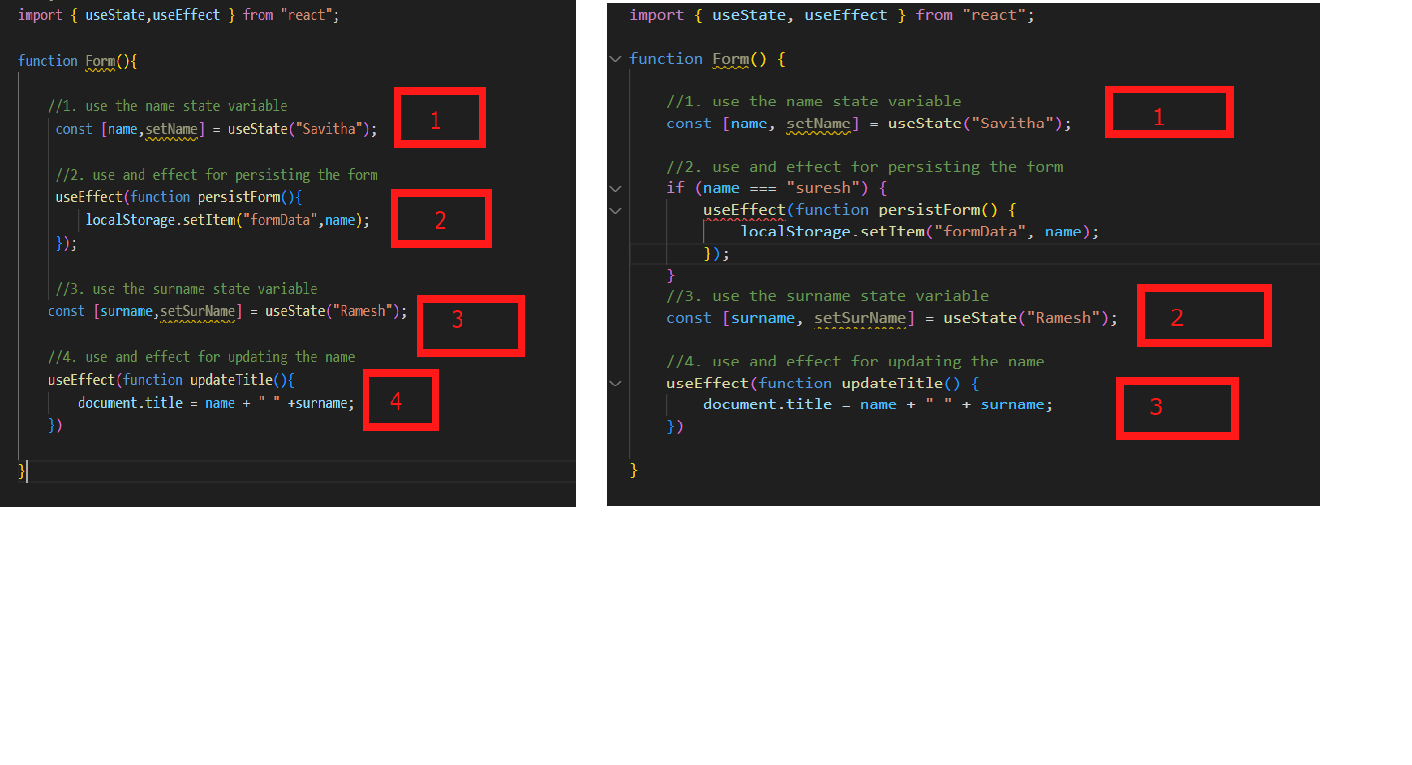 import { useState,useEffect } from "react";
function Form(){
//1. use the name state variable
const [name,setName] = useState("Savitha");
1
//2. use and effect for persisting the form
useEffect(function persistForm(){
localStorage.setItem("formData",name);
2
});
//3. use the surname state variable
const [surname,setSurName] = useState("Ramesh");
3
//4. use and effect for updating the name
useEffect(function updateTitle(){
document.title = name + " " +surname;
4
})
}
import { useState, useEffect } from "react";
function Form() {
//1. use the name state variable
const [name, setName] = useState("Savitha");
1
//2. use and effect for persisting the form
if (name === "suresh") {
useEffect(function persistForm() {
localStorage.setItem("formData", name);
});
}
//3. use the surname state variable
const [surname, setSurName] = useState("Ramesh");
2
//4. use and effect for updating the name
useEffect(function updateTitle() {
document.title = name + " " + surname;
3
})
}